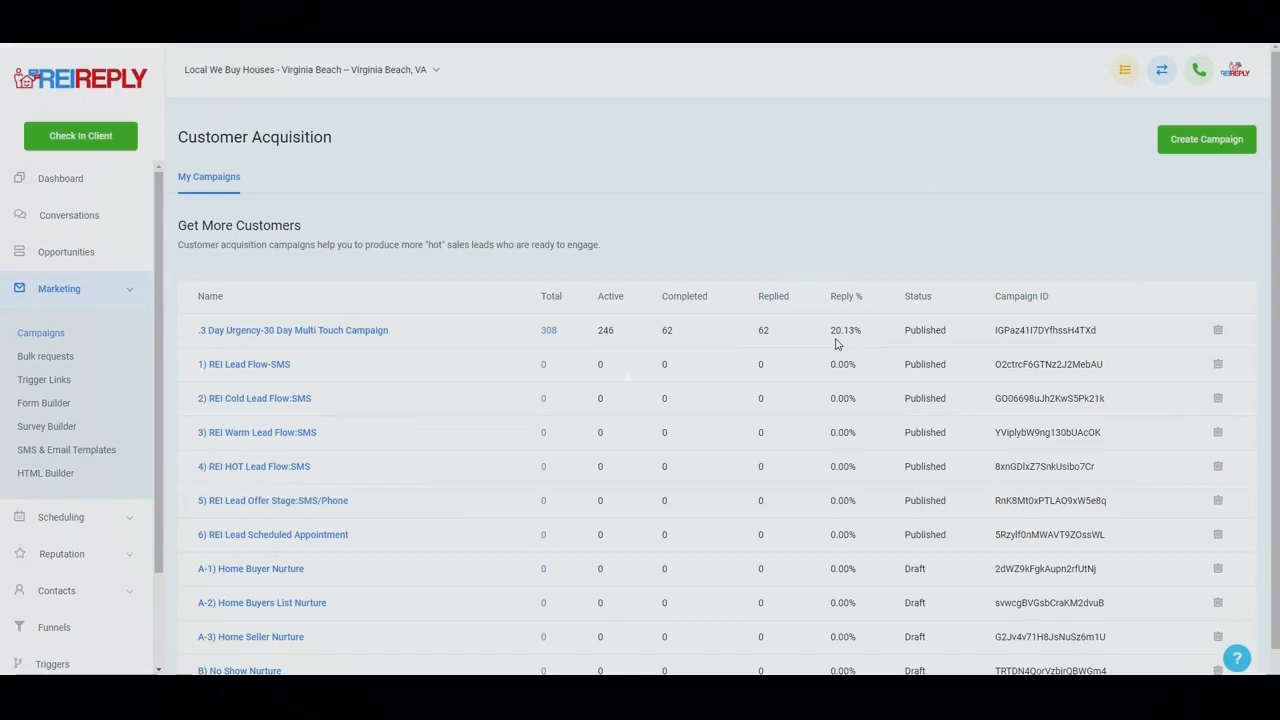 REIREPLY
Local We Buy Houses - Virginia Beach -- Virginia Beach, VA
REIREPLY
Check In Client
Customer Acquisition
Create Campaign
My Campaigns
Dashboard
Conversations
Opportunities
Marketing
Campaigns
Bulk requests
Trigger Links
Form Builder
Survey Builder
SMS & Email Templates
HTML Builder
Scheduling
Reputation
Contacts
Funnels
Triggers
Get More Customers
Customer acquisition campaigns help you to produce more "hot" sales leads who are ready to engage.
Name Total Active Completed Replied Reply % Status Campaign ID
.3 Day Urgency-30 Day Multi Touch Campaign 308 246 62 62 20.13% Published IGPaz41I7DYfhssH4TXd
1) REI Lead Flow-SMS 0 0 0 0 0.00% Published O2ctrcF6GTNz2J2MebAU
2) REI Cold Lead Flow:SMS 0 0 0 0 0.00% Published GO06698uJh2KwS5Pk21k
3) REI Warm Lead Flow:SMS 0 0 0 0 0.00% Published YViplybW9ng130bUAcOK
4) REI HOT Lead Flow:SMS 0 0 0 0 0.00% Published 8xnGDlxZ7SnkUsibo7Cr
5) REI Lead Offer Stage:SMS/Phone 0 0 0 0 0.00% Published RnK8Mt0xPTLAO9xW5e8q
6) REI Lead Scheduled Appointment 0 0 0 0 0.00% Published 5Rzylf0nMWAVT9ZOssWL
A-1) Home Buyer Nurture 0 0 0 0 0.00% Draft 2dWZ9kFgkAupn2rfUtNj
A-2) Home Buyers List Nurture 0 0 0 0 0.00% Draft svwcgBVGsbCraKM2dvuB
A-3) Home Seller Nurture 0 0 0 0 0.00% Draft G2Jv4v71H8JsNuSz6m1U
B) No Show Nurture 0 0 0 0 0.00% Draft TRTDN4QorVzbirQBWGm4
?